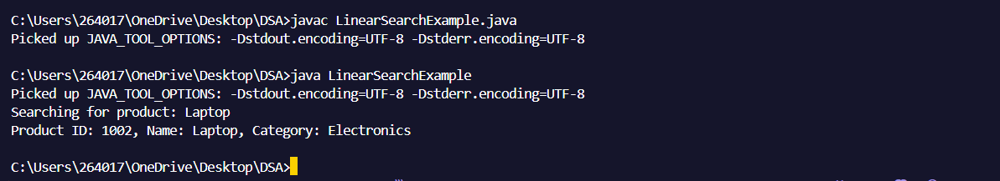 C:\Users\264017\OneDrive\Desktop\DSA>javac LinearSearchExample.java
Picked up JAVA_TOOL_OPTIONS: -Dstdout.encoding=UTF-8 -Dstderr.encoding=UTF-8
C:\Users\264017\OneDrive\Desktop\DSA>java LinearSearchExample
Picked up JAVA_TOOL_OPTIONS: -Dstdout.encoding=UTF-8 -Dstderr.encoding=UTF-8
Searching for product: Laptop
Product ID: 1002, Name: Laptop, Category: Electronics
C:\Users\264017\OneDrive\Desktop\DSA>